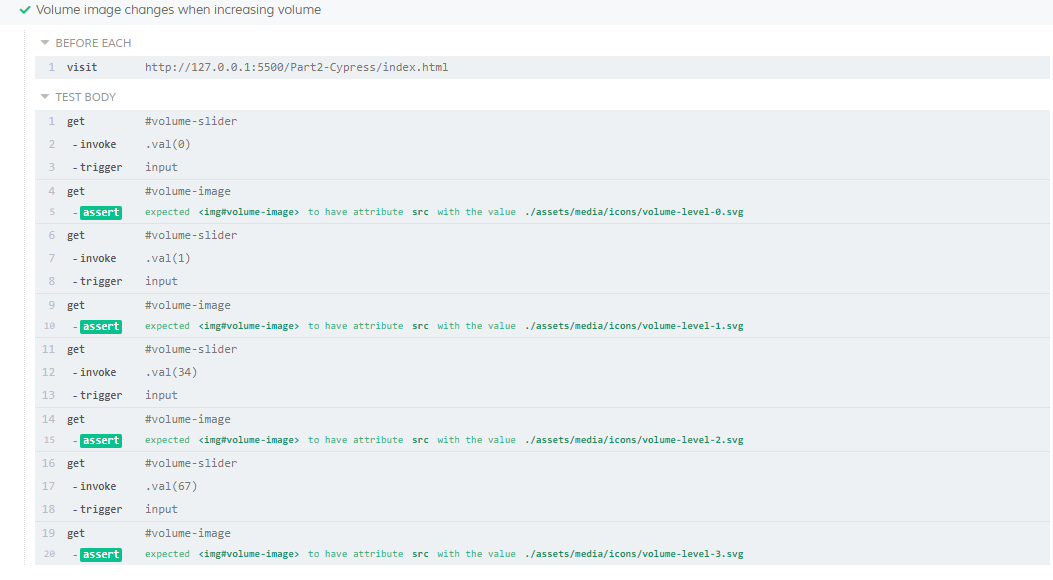 Volume image changes when increasing volume
BEFORE EACH
1 visit http://127.0.0.1:5500/Part2-Cypress/index.html
TEST BODY
1 get #volume-slider
2 -invoke .val(0)
3 -trigger input
4 get #volume-image
5 -assert expected <img#volume-image> to have attribute src with the value ./assets/media/icons/volume-level-0.svg
6 get #volume-slider
7 -invoke .val(1)
8 -trigger input
9 get #volume-image
10 -assert expected <img#volume-image> to have attribute src with the value ./assets/media/icons/volume-level-1.svg
11 get #volume-slider
12 -invoke .val(34)
13 -trigger input
14 get #volume-image
15 -assert expected <img#volume-image> to have attribute src with the value ./assets/media/icons/volume-level-2.svg
16 get #volume-slider
17 -invoke .val(67)
18 -trigger input
19 get #volume-image
20 -assert expected <img#volume-image> to have attribute src with the value ./assets/media/icons/volume-level-3.svg